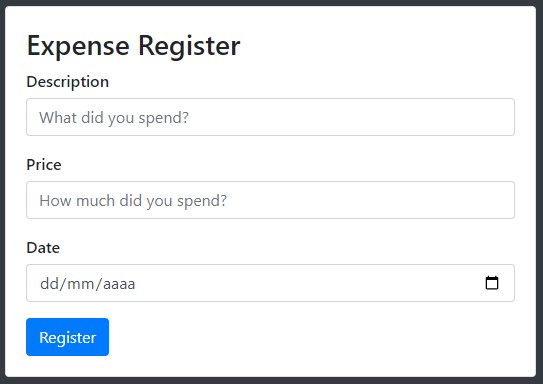 Expense Register
Description
What did you spend?
Price
How much did you spend?
Date
dd/mm/aaaa
Register